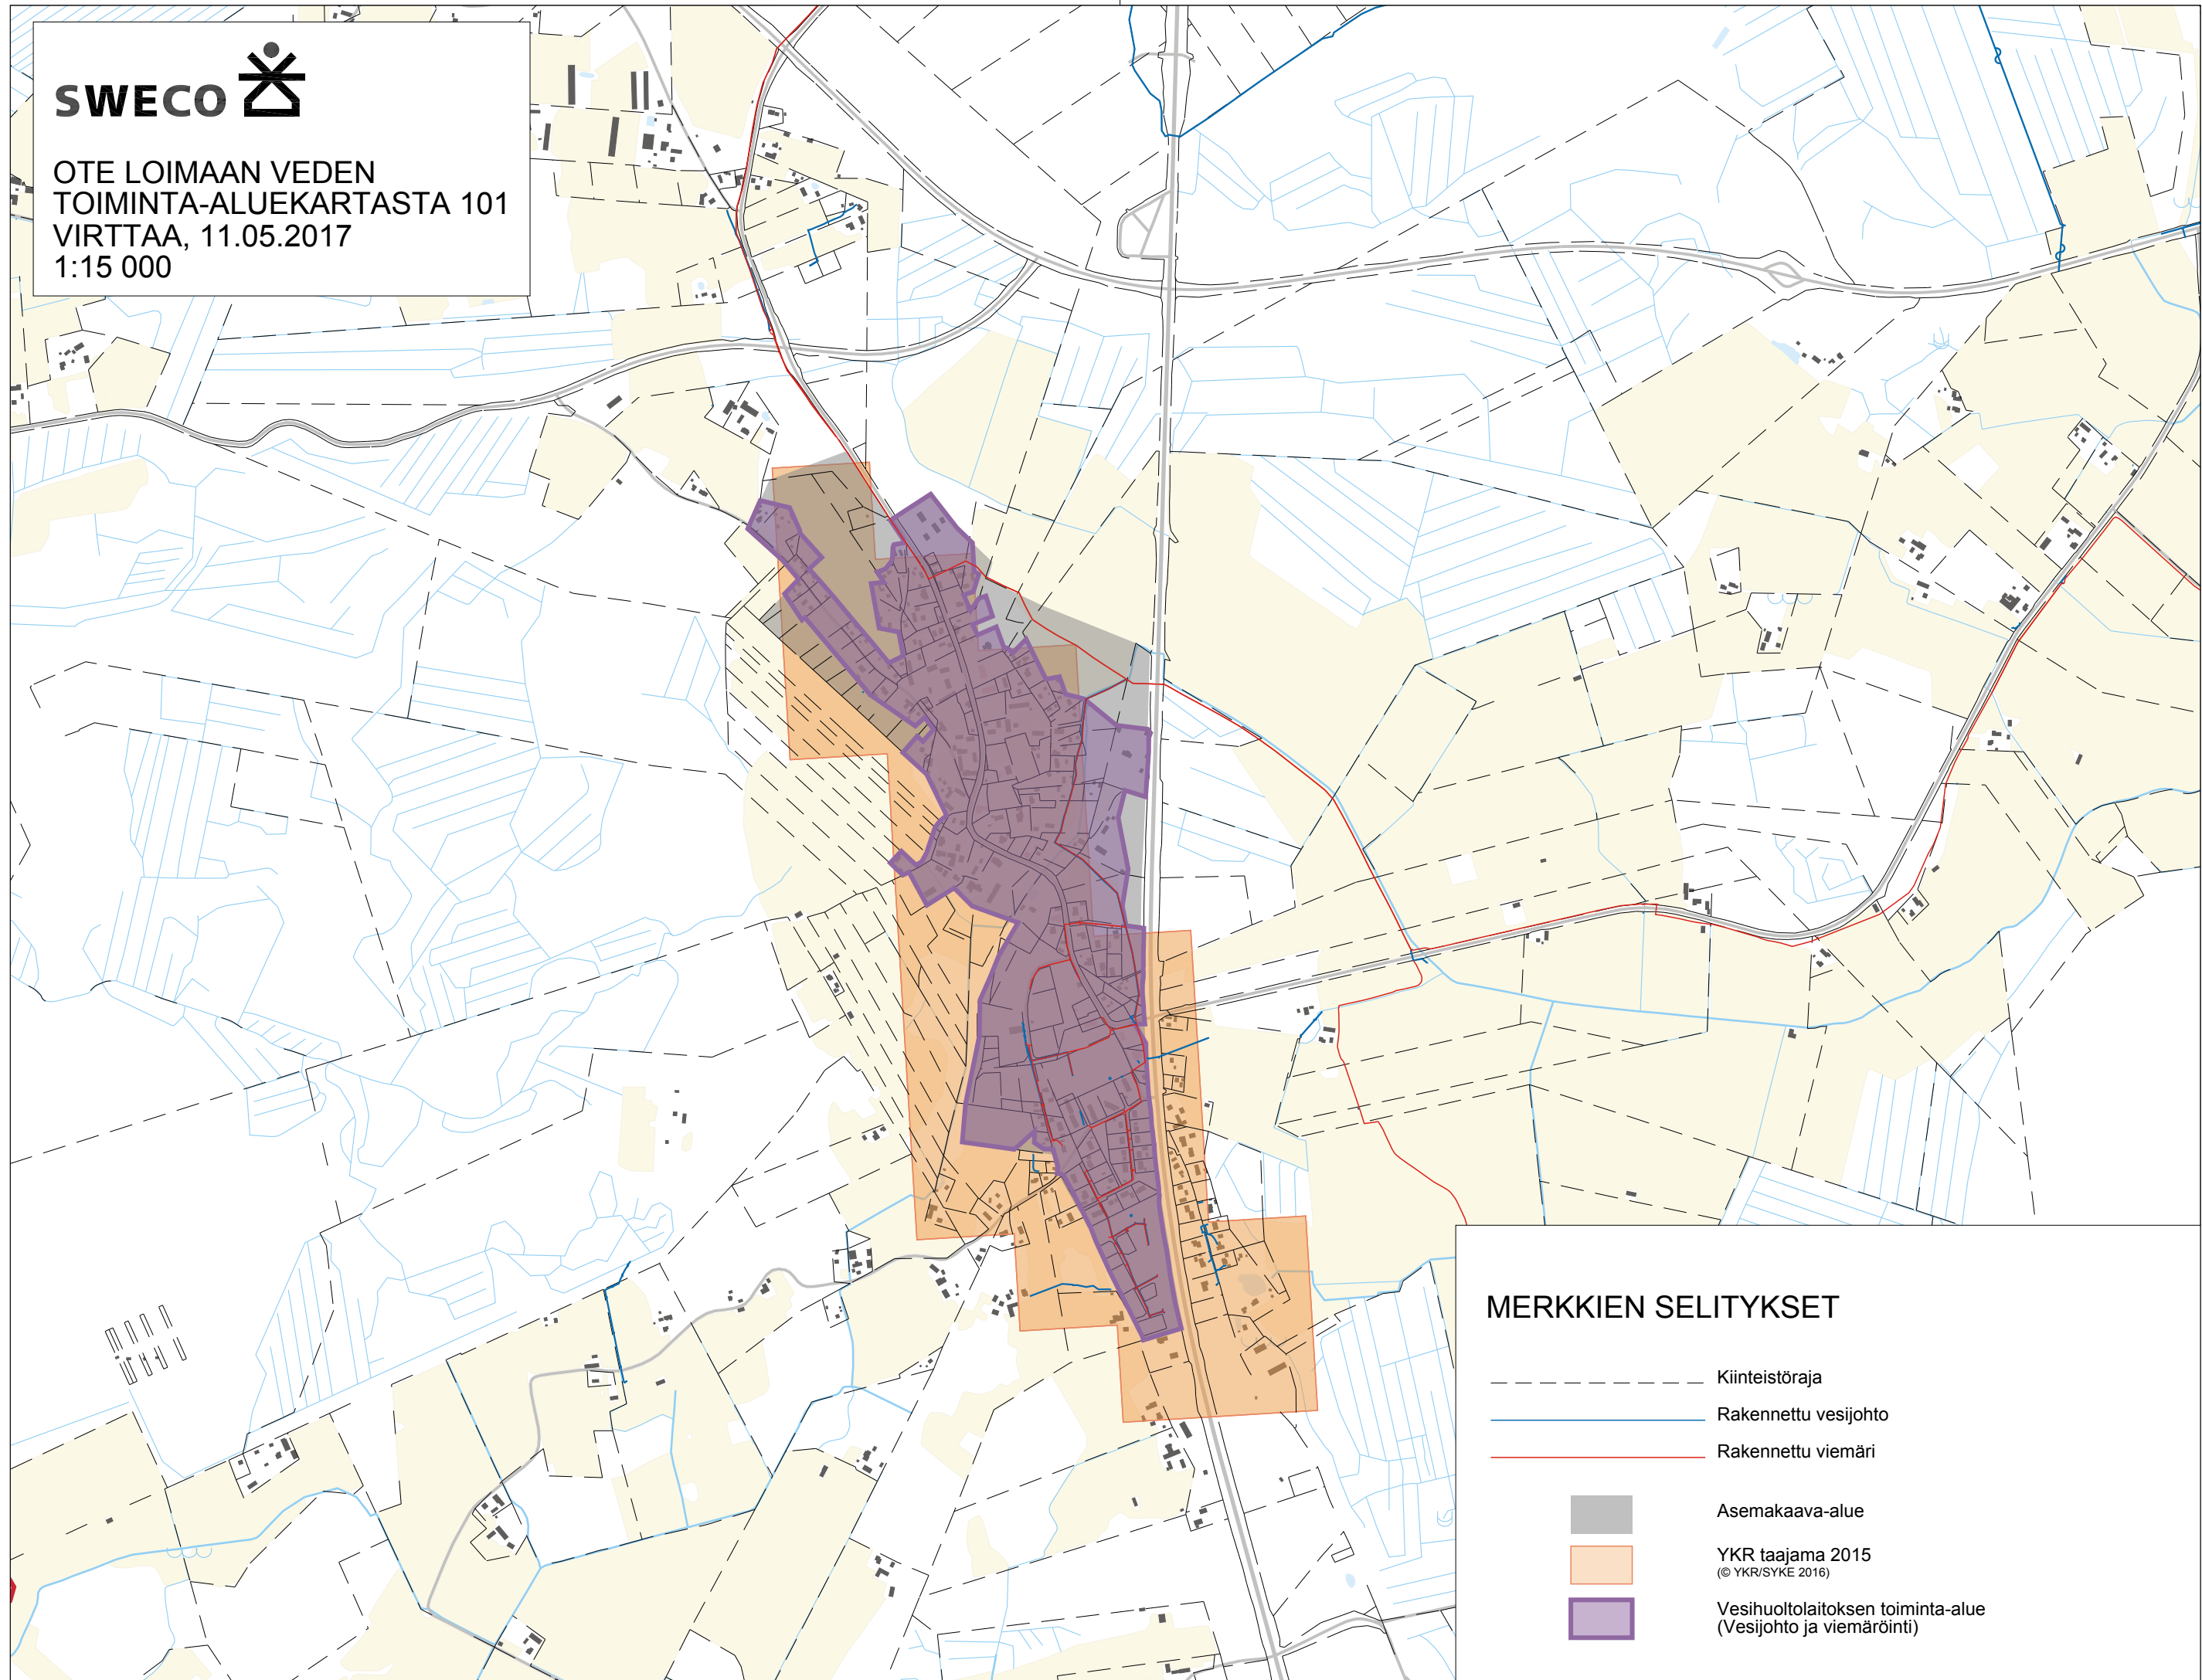 SWECO
OTE LOIMAAN VEDEN
TOIMINTA-ALUEKARTASTA 101
VIRTTAA, 11.05.2017
1:15 000
MERKKIEN SELITYKSET
Kiinteistöraja
Rakennettu vesijohto
Rakennettu viemäri
Asemakaava-alue
YKR taajama 2015
(© YKR/SYKE 2016)
Vesihuoltolaitoksen toiminta-alue
(Vesijohto ja viemäröinti)